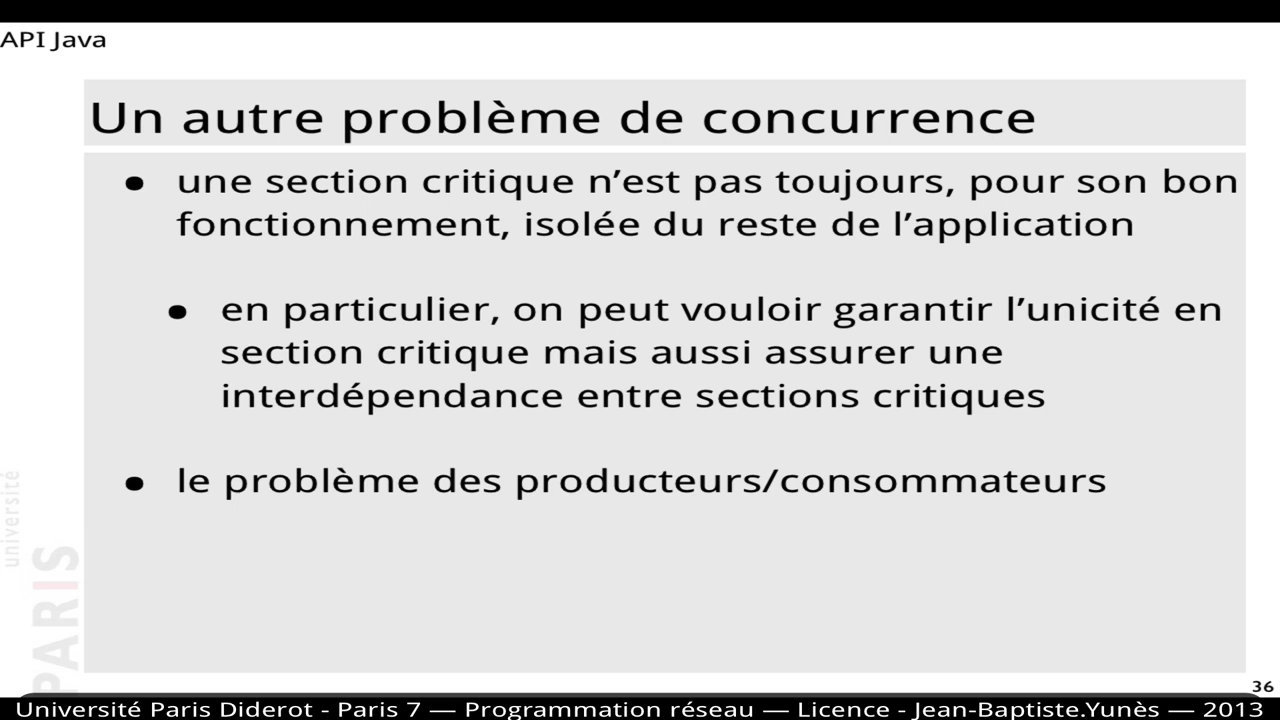 API Java
Un autre problème de concurrence
• une section critique n’est pas toujours, pour son bon
fonctionnement, isolée du reste de l’application
• en particulier, on peut vouloir garantir l’unicité en
section critique mais aussi assurer une
interdépendance entre sections critiques
• le problème des producteurs/consommateurs
université
PARIS
36
Université Paris Diderot - Paris 7 — Programmation réseau — Licence - Jean-Baptiste.Yunès — 2013